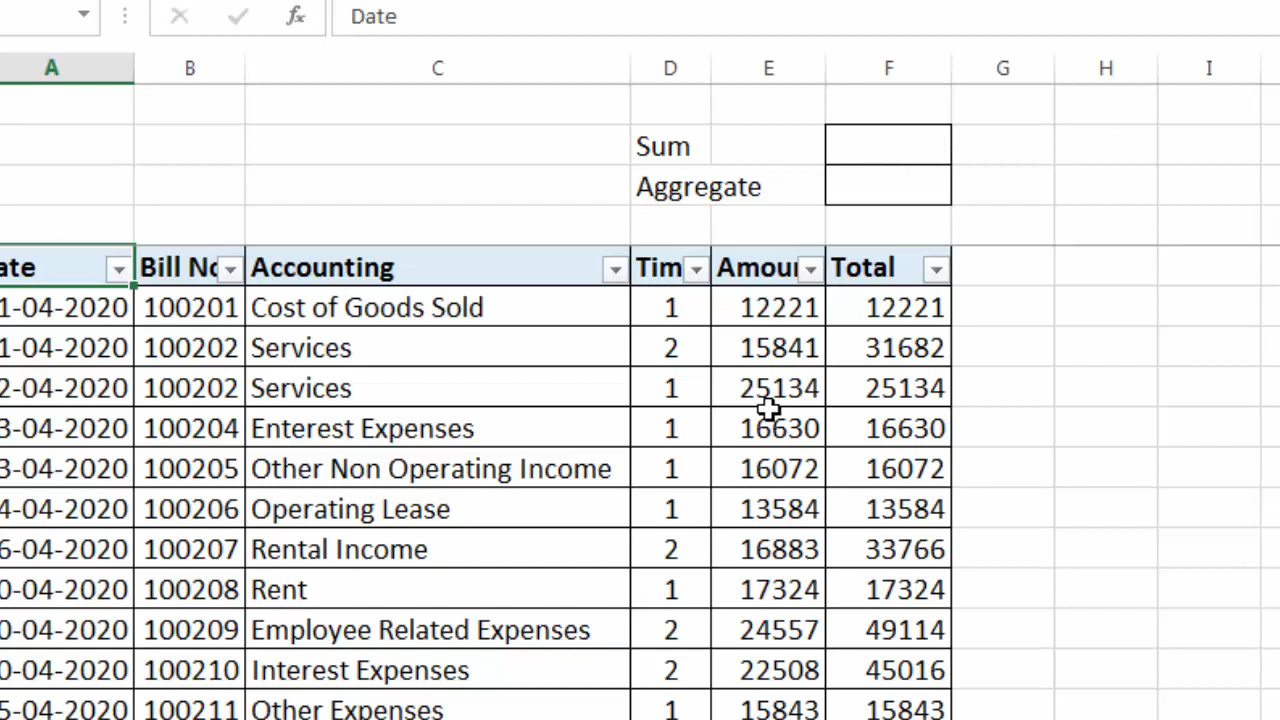 fx Date
A B C D E F G H I
Sum
Aggregate
ate Bill No Accounting Tim Amou Total
1-04-2020 100201 Cost of Goods Sold 1 12221 12221
1-04-2020 100202 Services 2 15841 31682
2-04-2020 100202 Services 1 25134 25134
3-04-2020 100204 Enterest Expenses 1 16630 16630
3-04-2020 100205 Other Non Operating Income 1 16072 16072
4-04-2020 100206 Operating Lease 1 13584 13584
6-04-2020 100207 Rental Income 2 16883 33766
0-04-2020 100208 Rent 1 17324 17324
0-04-2020 100209 Employee Related Expenses 2 24557 49114
0-04-2020 100210 Interest Expenses 2 22508 45016
5-04-2020 100211 Other Expenses 1 15843 15843